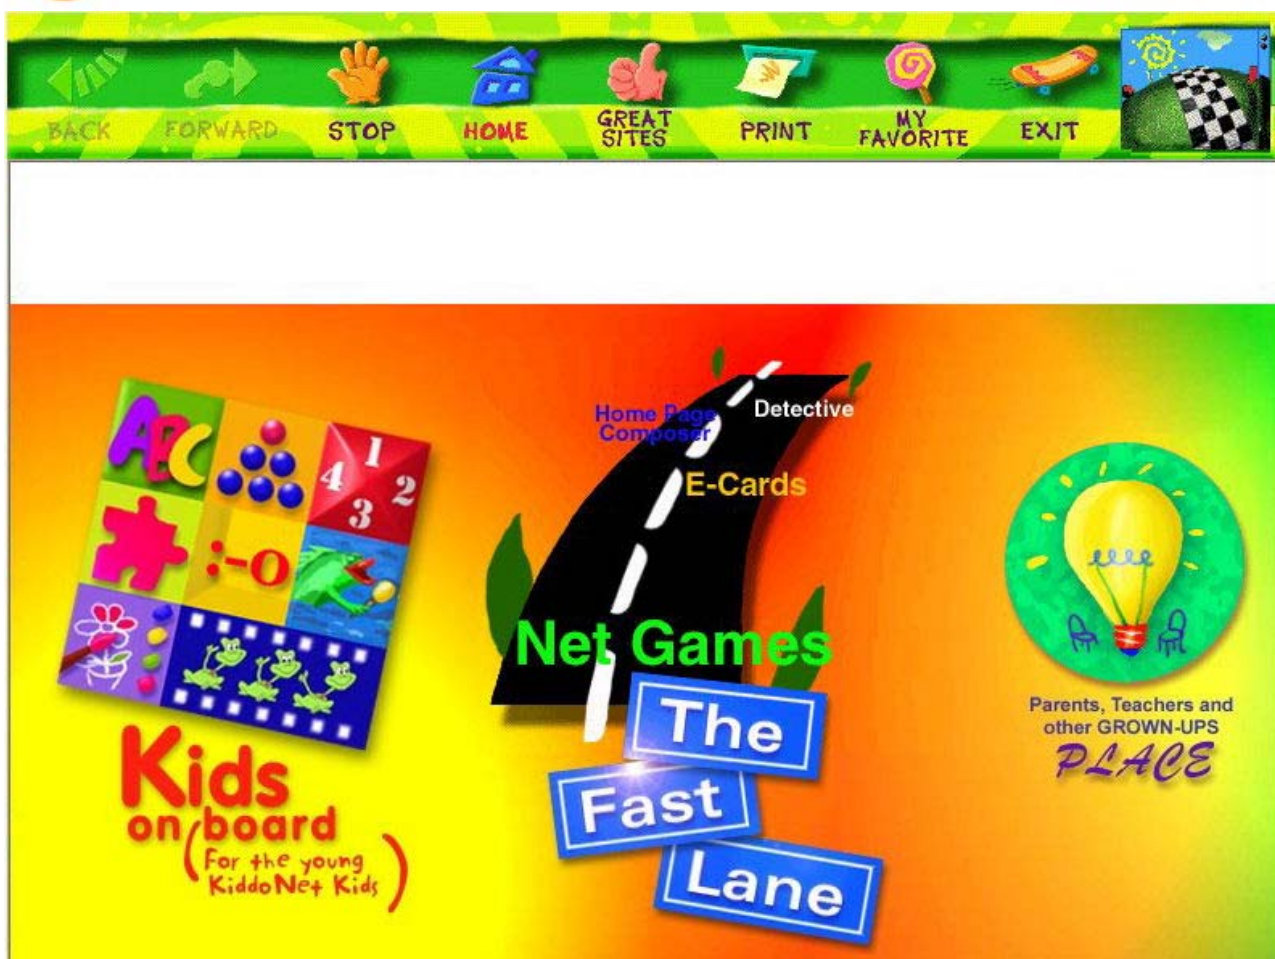 BACK
FORWARD
STOP
HOME
GREAT
SITES
PRINT
MY
FAVORITE
EXIT
Home Page
Composer
Detective
E-Cards
Net Games
The
Fast
Lane
ABC
1
2
3
4
:-o
Kids
on board
(For the young
KiddoNet Kids)
Parents, Teachers and
other GROWN-UPS
PLACE